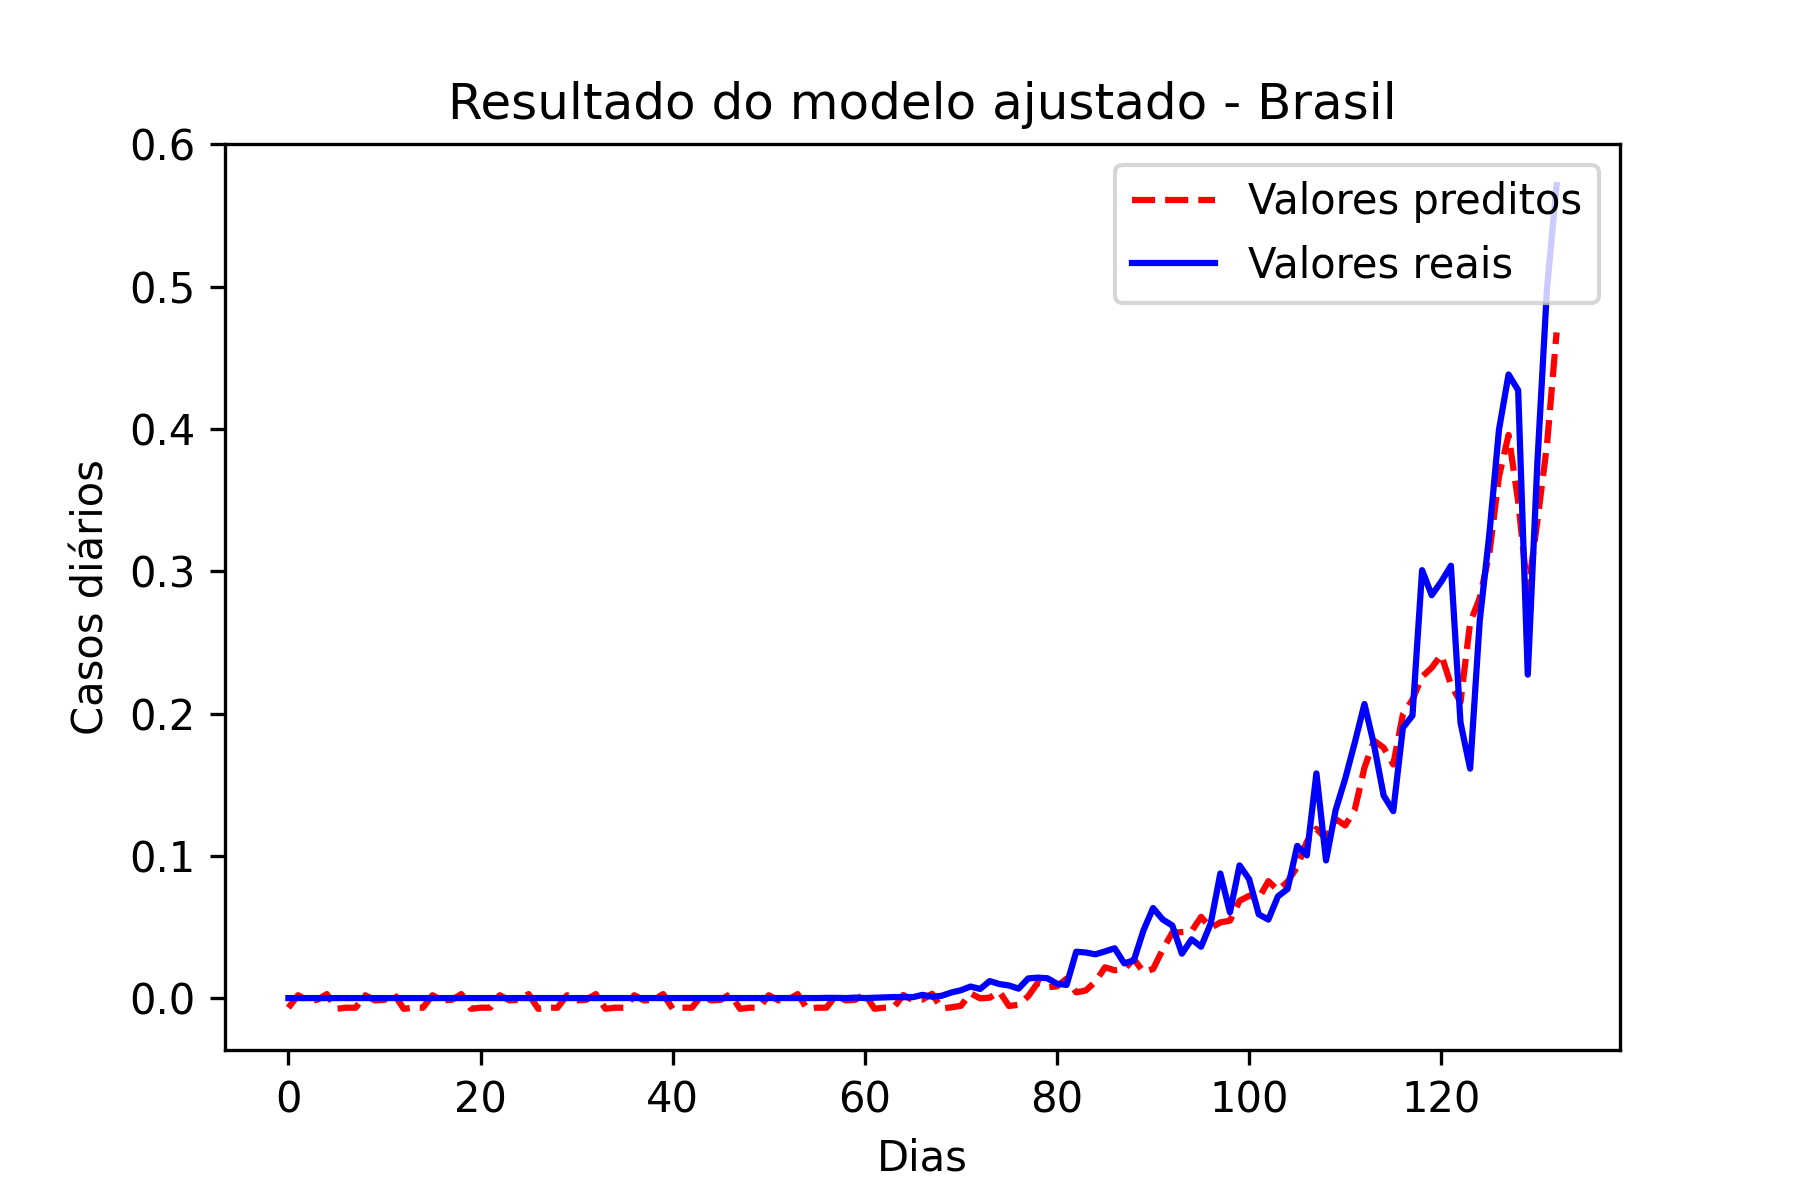 Resultado do modelo ajustado - Brasil
0.6
0.5
0.4
0.3
0.2
0.1
0.0
Casos diários
Valores preditos
Valores reais
0 20 40 60 80 100 120
Dias